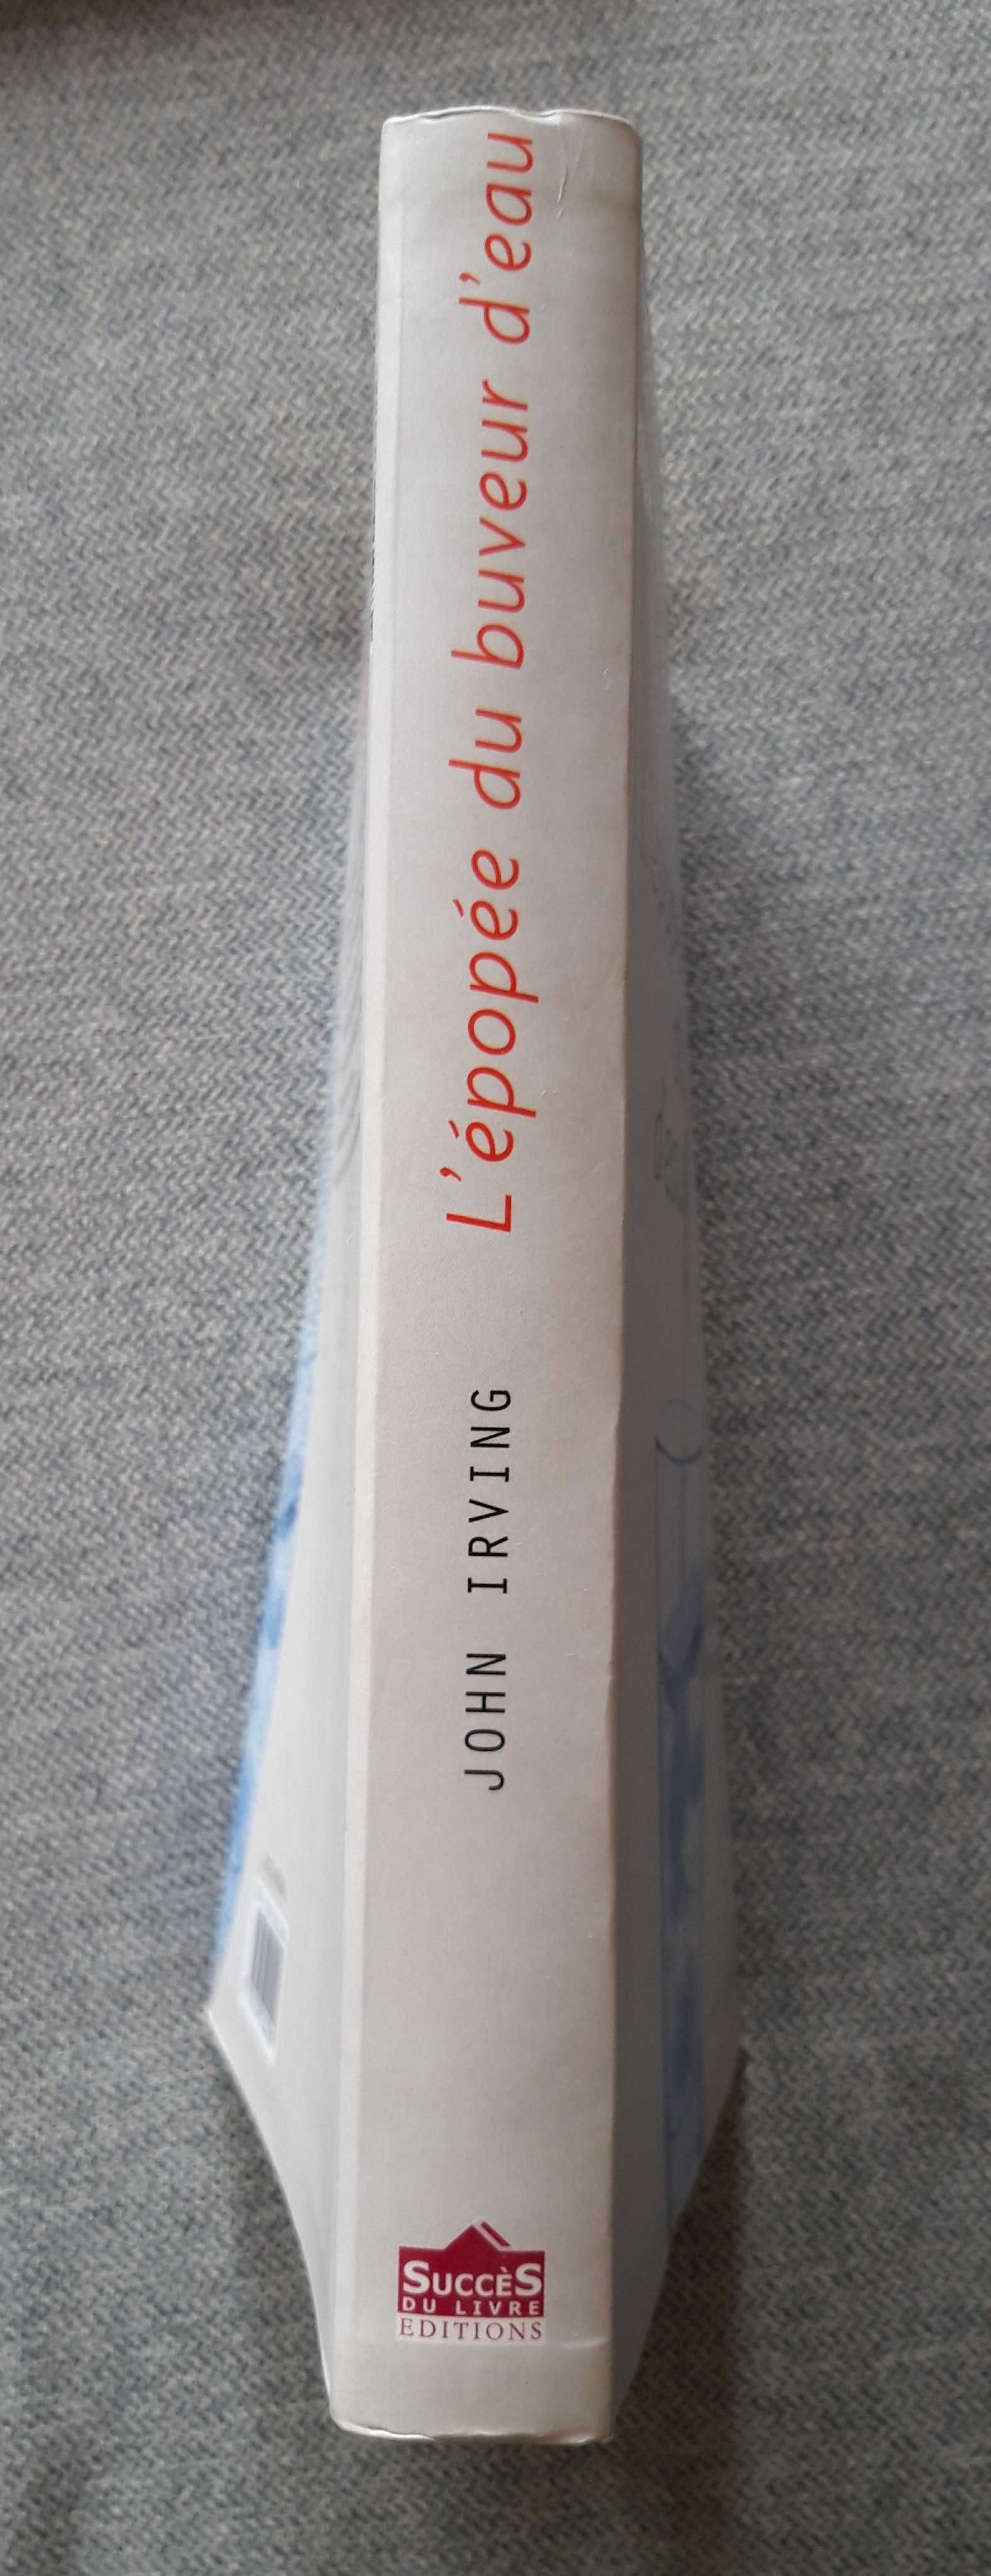 L'épopée du buveur d'eau
JOHN IRVING
SUCCÈS
DU LIVRE
EDITIONS